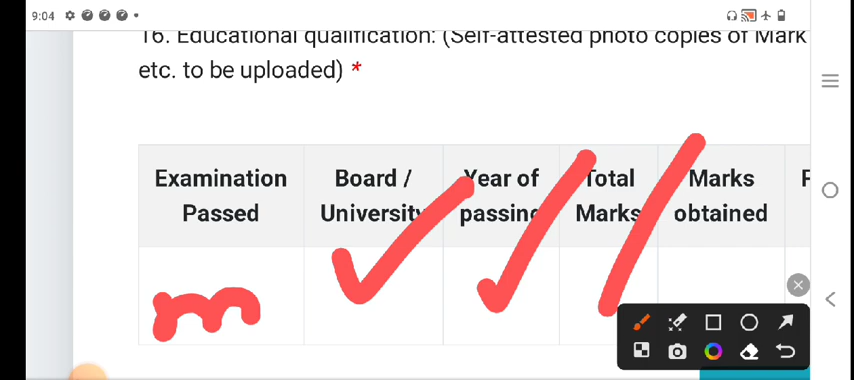 9:04
16. Educational qualification: (Self-attested photo copies of Mark
etc. to be uploaded) *
Examination Passed
Board / University
Year of passing
Total Marks
Marks obtained
m